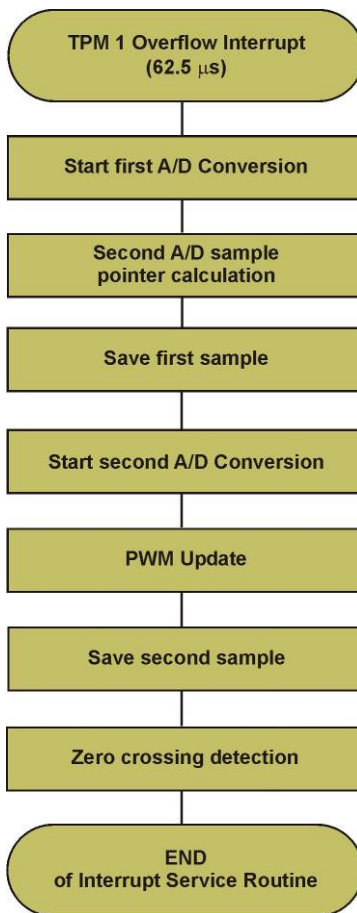 TPM 1 Overflow Interrupt
(62.5 μs)
Start first A/D Conversion
Second A/D sample
pointer calculation
Save first sample
Start second A/D Conversion
PWM Update
Save second sample
Zero crossing detection
END
of Interrupt Service Routine